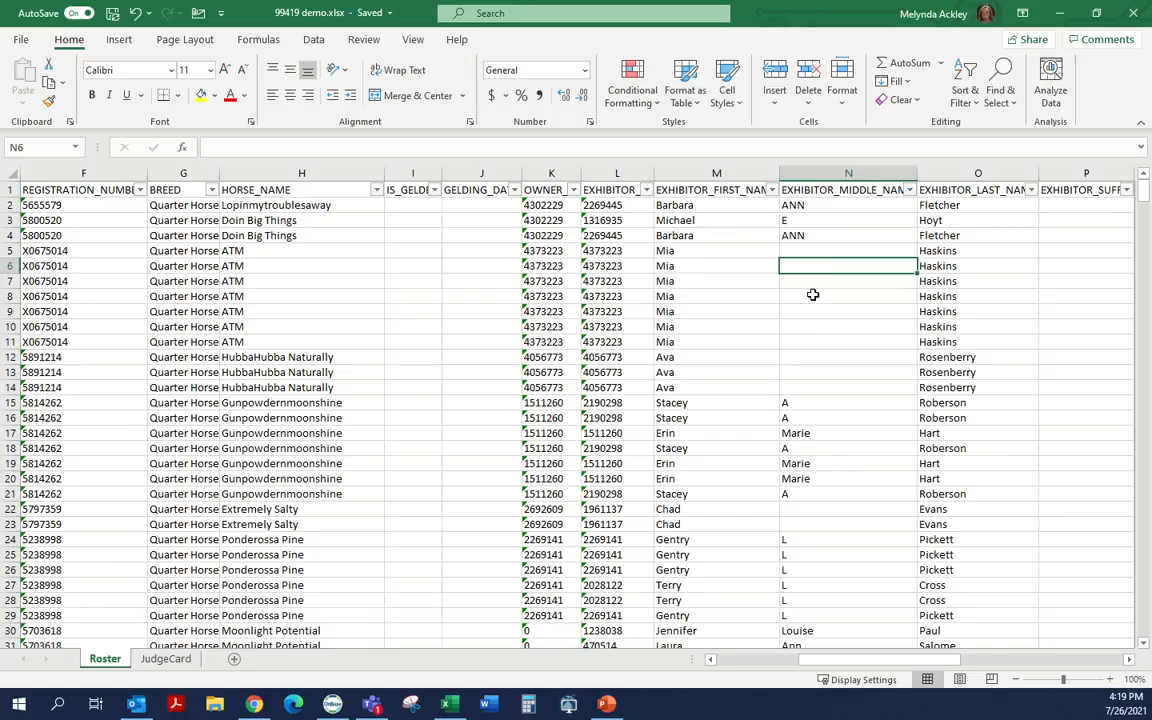 AutoSave On 99419 demo.xlsx - Saved Search Melynda Ackley
File Home Insert Page Layout Formulas Data Review View Help Share Comments
Paste Calibri 11 Wrap Text General Conditional Formatting Format as Table Cell Styles Insert Delete Format AutoSum Sort & Filter Find & Select Analyze Data
B I U Merge & Center $ % Fill Clear
Clipboard Font Alignment Number Styles Cells Editing Analysis
N6 fx
F G H I J K L M N O P
1 REGISTRATION_NUMBE BREED HORSE_NAME IS_GELDE GELDING_DA OWNER_ EXHIBITOR_ EXHIBITOR_FIRST_NAM EXHIBITOR_MIDDLE_NAM EXHIBITOR_LAST_NAM EXHIBITOR_SUFF
2 5655579 Quarter Horse Lopinmytroublesaway 4302229 2269445 Barbara ANN Fletcher
3 5800520 Quarter Horse Doin Big Things 4302229 1316935 Michael E Hoyt
4 5800520 Quarter Horse Doin Big Things 4302229 2269445 Barbara ANN Fletcher
5 X0675014 Quarter Horse ATM 4373223 4373223 Mia Haskins
6 X0675014 Quarter Horse ATM 4373223 4373223 Mia Haskins
7 X0675014 Quarter Horse ATM 4373223 4373223 Mia Haskins
8 X0675014 Quarter Horse ATM 4373223 4373223 Mia Haskins
9 X0675014 Quarter Horse ATM 4373223 4373223 Mia Haskins
10 X0675014 Quarter Horse ATM 4373223 4373223 Mia Haskins
11 X0675014 Quarter Horse ATM 4373223 4373223 Mia Haskins
12 5891214 Quarter Horse HubbaHubba Naturally 4056773 4056773 Ava Rosenberry
13 5891214 Quarter Horse HubbaHubba Naturally 4056773 4056773 Ava Rosenberry
14 5891214 Quarter Horse HubbaHubba Naturally 4056773 4056773 Ava Rosenberry
15 5814262 Quarter Horse Gunpowdernmoonshine 1511260 2190298 Stacey A Roberson
16 5814262 Quarter Horse Gunpowdernmoonshine 1511260 2190298 Stacey A Roberson
17 5814262 Quarter Horse Gunpowdernmoonshine 1511260 1511260 Erin Marie Hart
18 5814262 Quarter Horse Gunpowdernmoonshine 1511260 2190298 Stacey A Roberson
19 5814262 Quarter Horse Gunpowdernmoonshine 1511260 1511260 Erin Marie Hart
20 5814262 Quarter Horse Gunpowdernmoonshine 1511260 1511260 Erin Marie Hart
21 5814262 Quarter Horse Gunpowdernmoonshine 1511260 2190298 Stacey A Roberson
22 5797359 Quarter Horse Extremely Salty 2692609 1961137 Chad Evans
23 5797359 Quarter Horse Extremely Salty 2692609 1961137 Chad Evans
24 5238998 Quarter Horse Ponderossa Pine 2269141 2269141 Gentry L Pickett
25 5238998 Quarter Horse Ponderossa Pine 2269141 2269141 Gentry L Pickett
26 5238998 Quarter Horse Ponderossa Pine 2269141 2269141 Gentry L Pickett
27 5238998 Quarter Horse Ponderossa Pine 2269141 2028122 Terry L Cross
28 5238998 Quarter Horse Ponderossa Pine 2269141 2028122 Terry L Cross
29 5238998 Quarter Horse Ponderossa Pine 2269141 2269141 Gentry L Pickett
30 5703618 Quarter Horse Moonlight Potential 0 1238038 Jennifer Louise Paul
31 5703618 Quarter Horse Moonlight Potential 0 470514 Laura Ann Salome
Roster JudgeCard
Display Settings 100%
4:19 PM
7/26/2021